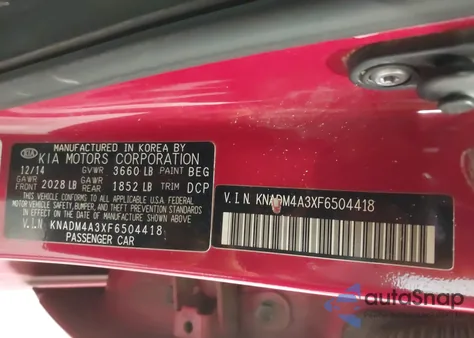 MANUFACTURED IN KOREA BY
KIA KIA MOTORS CORPORATION
12/14 GVWR 3660 LB PAINT BEG
GAWR FRONT 2028 LB GAWR REAR 1852 LB TRIM DCP
THIS VEHICLE CONFORMS TO ALL APPLICABLE FEDERAL
MOTOR VEHICLE SAFETY, BUMPER, AND THEFT PREVENTION
STANDARDS IN EFFECT ON THE DATE OF MANUFACTURE SHOWN ABOVE.
V.I.N KNADM4A3XF6504418
PASSENGER CAR
V.I.N KNADM4A3XF6504418
autoSnap